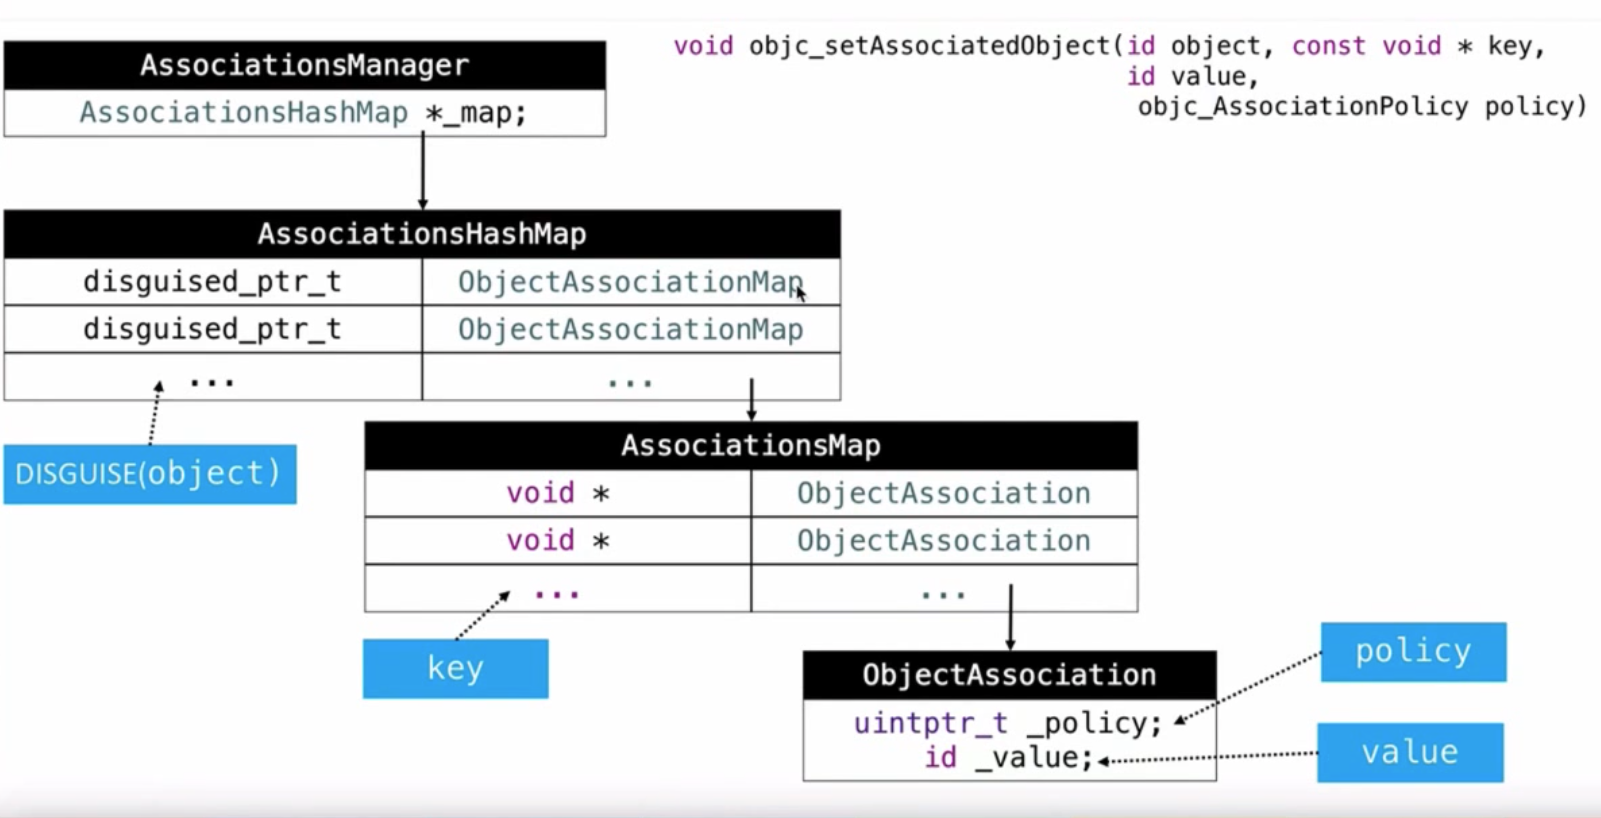 AssociationsManager
AssociationsHashMap *_map;
void objc_setAssociatedObject(id object, const void * key,
id value,
objc_AssociationPolicy policy)
AssociationsHashMap
disguised_ptr_t ObjectAssociationMap
disguised_ptr_t ObjectAssociationMap
... ...
DISGUISE(object)
AssociationsMap
void * ObjectAssociation
void * ObjectAssociation
... ...
key
ObjectAssociation
uintptr_t _policy;
id _value;
policy
value